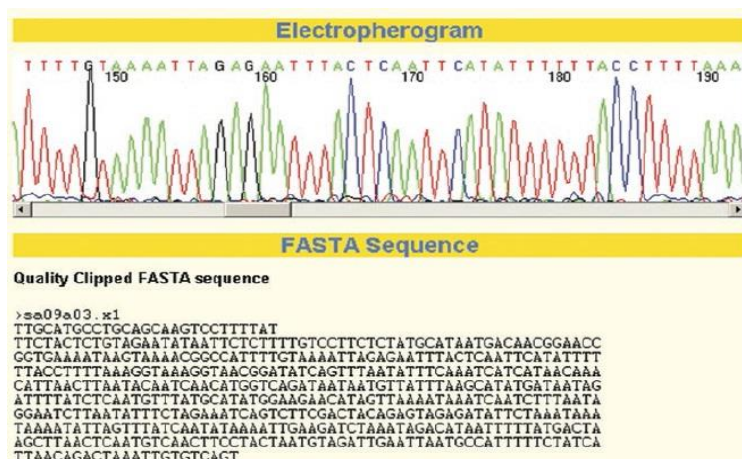 Electropherogram
T T T T G T A A A A T T A G A G A A T T T A C T C A A T T C A T A T T T T T T A C C T T T T A A A
150 160 170 180 190
FASTA Sequence
Quality Clipped FASTA sequence
>sa09a03.x1
TTGCATGCCTGCAGCAAGTCCTTTTAT
TTCTACTCTGTAGAATATAATTCTCTTTTGTCCTTCTCTATGCATAATGACAACGGAACC
GGTGAAAATAAGTAAAACGGCCATTTTGTAAAATTAGAGAATTTACTCAATTCATATTTT
TTACCTTTTAAAGGTAAAGGTAACGGATATCAGTTTAATATTTCAAATCATCATAACAAA
CATTAACTTAATACAATCAACATGGTCAGATAATAATGTTATTTAAGCATATGATAATAG
ATTTTATCTCAATGTTTATGCATATGGAAGAACATAGTTAAAATAAATCAATCTTTAATA
GGAATCTTAATATTTCTAGAAATCAGTCTTCGACTACAGAGTAGAGATATTCTAAATAAA
TAAAATATTAGTTTATCAATATAAAATTGAAGATCTAAATAGACATAATTTTTATGACTA
AGCTTAACTCAATGTCAACTTCCTACTAATGTAGATTGAATTAATGCCATTTTTCTATCA
TTAACAGACTAAATTGTGTCAGT